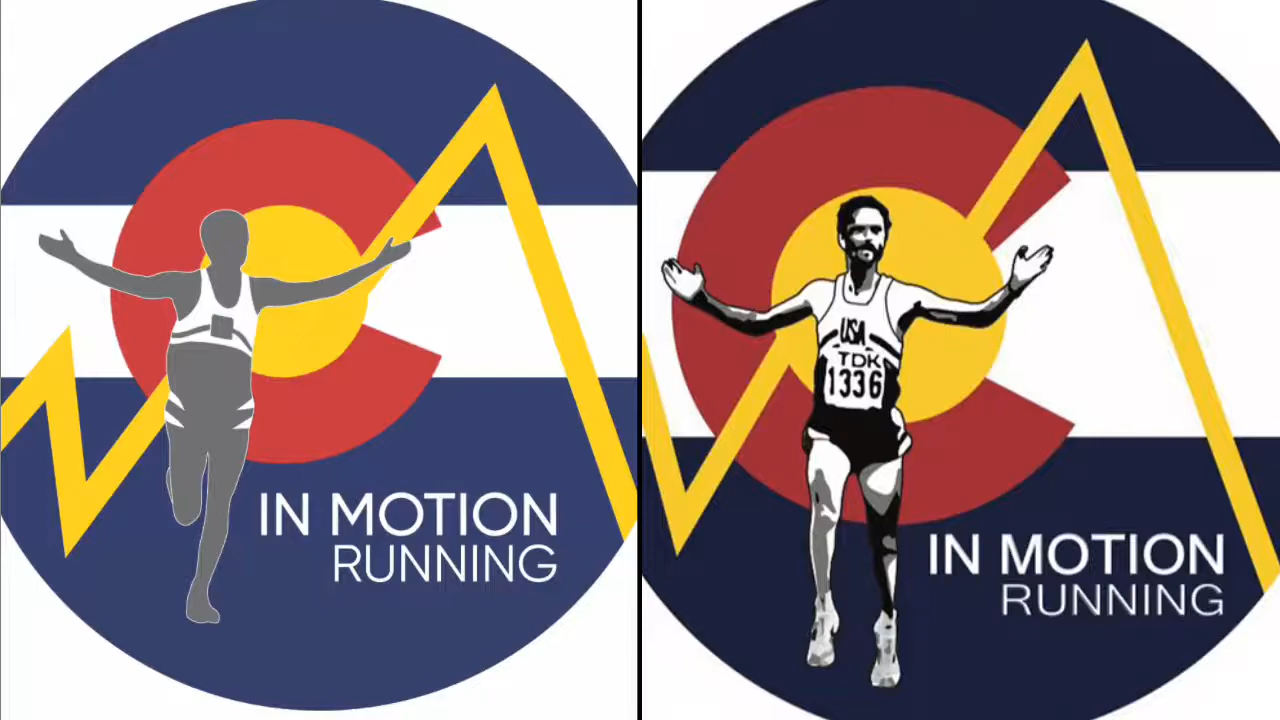 IN MOTION
RUNNING
USA
TDK
1336
IN MOTION
RUNNING